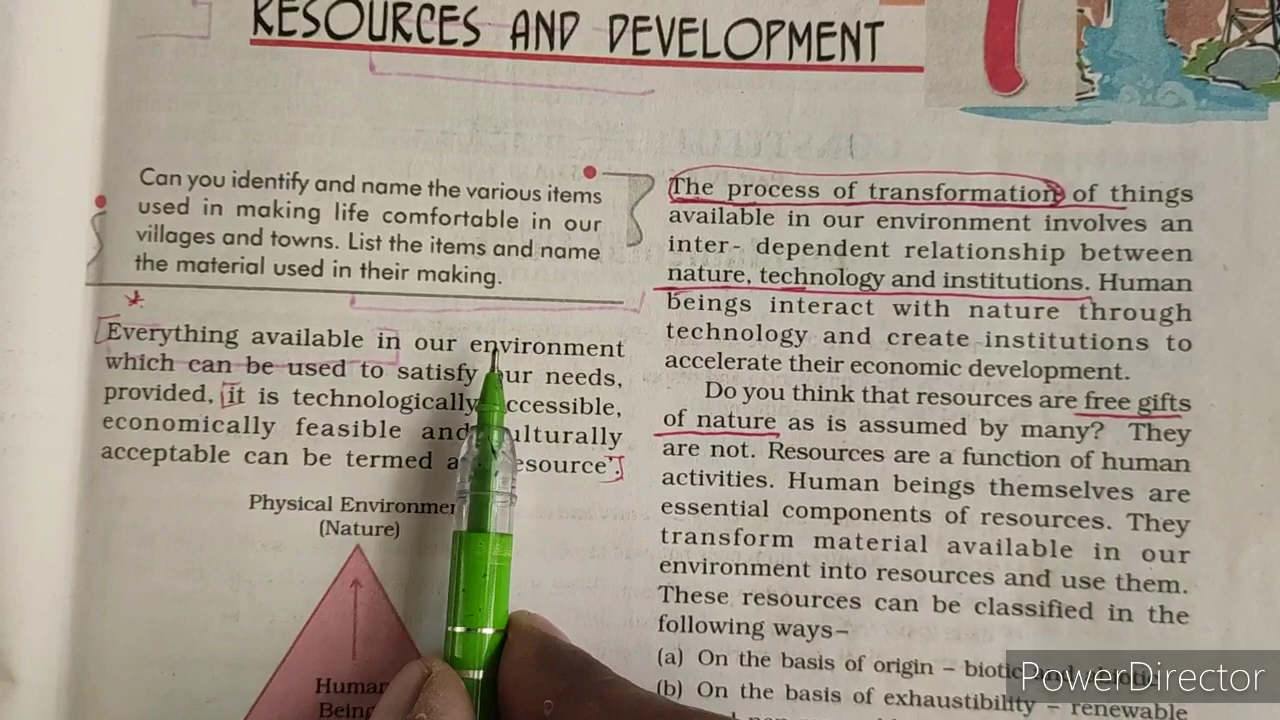 RESOURCES AND DEVELOPMENT
Can you identify and name the various items
used in making life comfortable in our
villages and towns. List the items and name
the material used in their making.
Everything available in our environment
which can be used to satisfy our needs,
provided, it is technologically accessible,
economically feasible and culturally
acceptable can be termed
Physical
(Nature)
Human
The process of transformation of things
available in our environment involves an
inter- dependent relationship between
nature, technology and institutions. Human
beings interact with nature through
technology and create institutions to
accelerate their economic development.
Do you think that resources are free gifts
of nature as is assumed by many? They
are not. Resources are a function of human
activities. Human beings themselves are
essential components of resources. They
transform material available in our
environment into resources and use them.
These resources can be classified in the
following ways–
(a) On the basis of origin – biotic
(b) On the basis of exhaustibility – renewable
PowerDirector